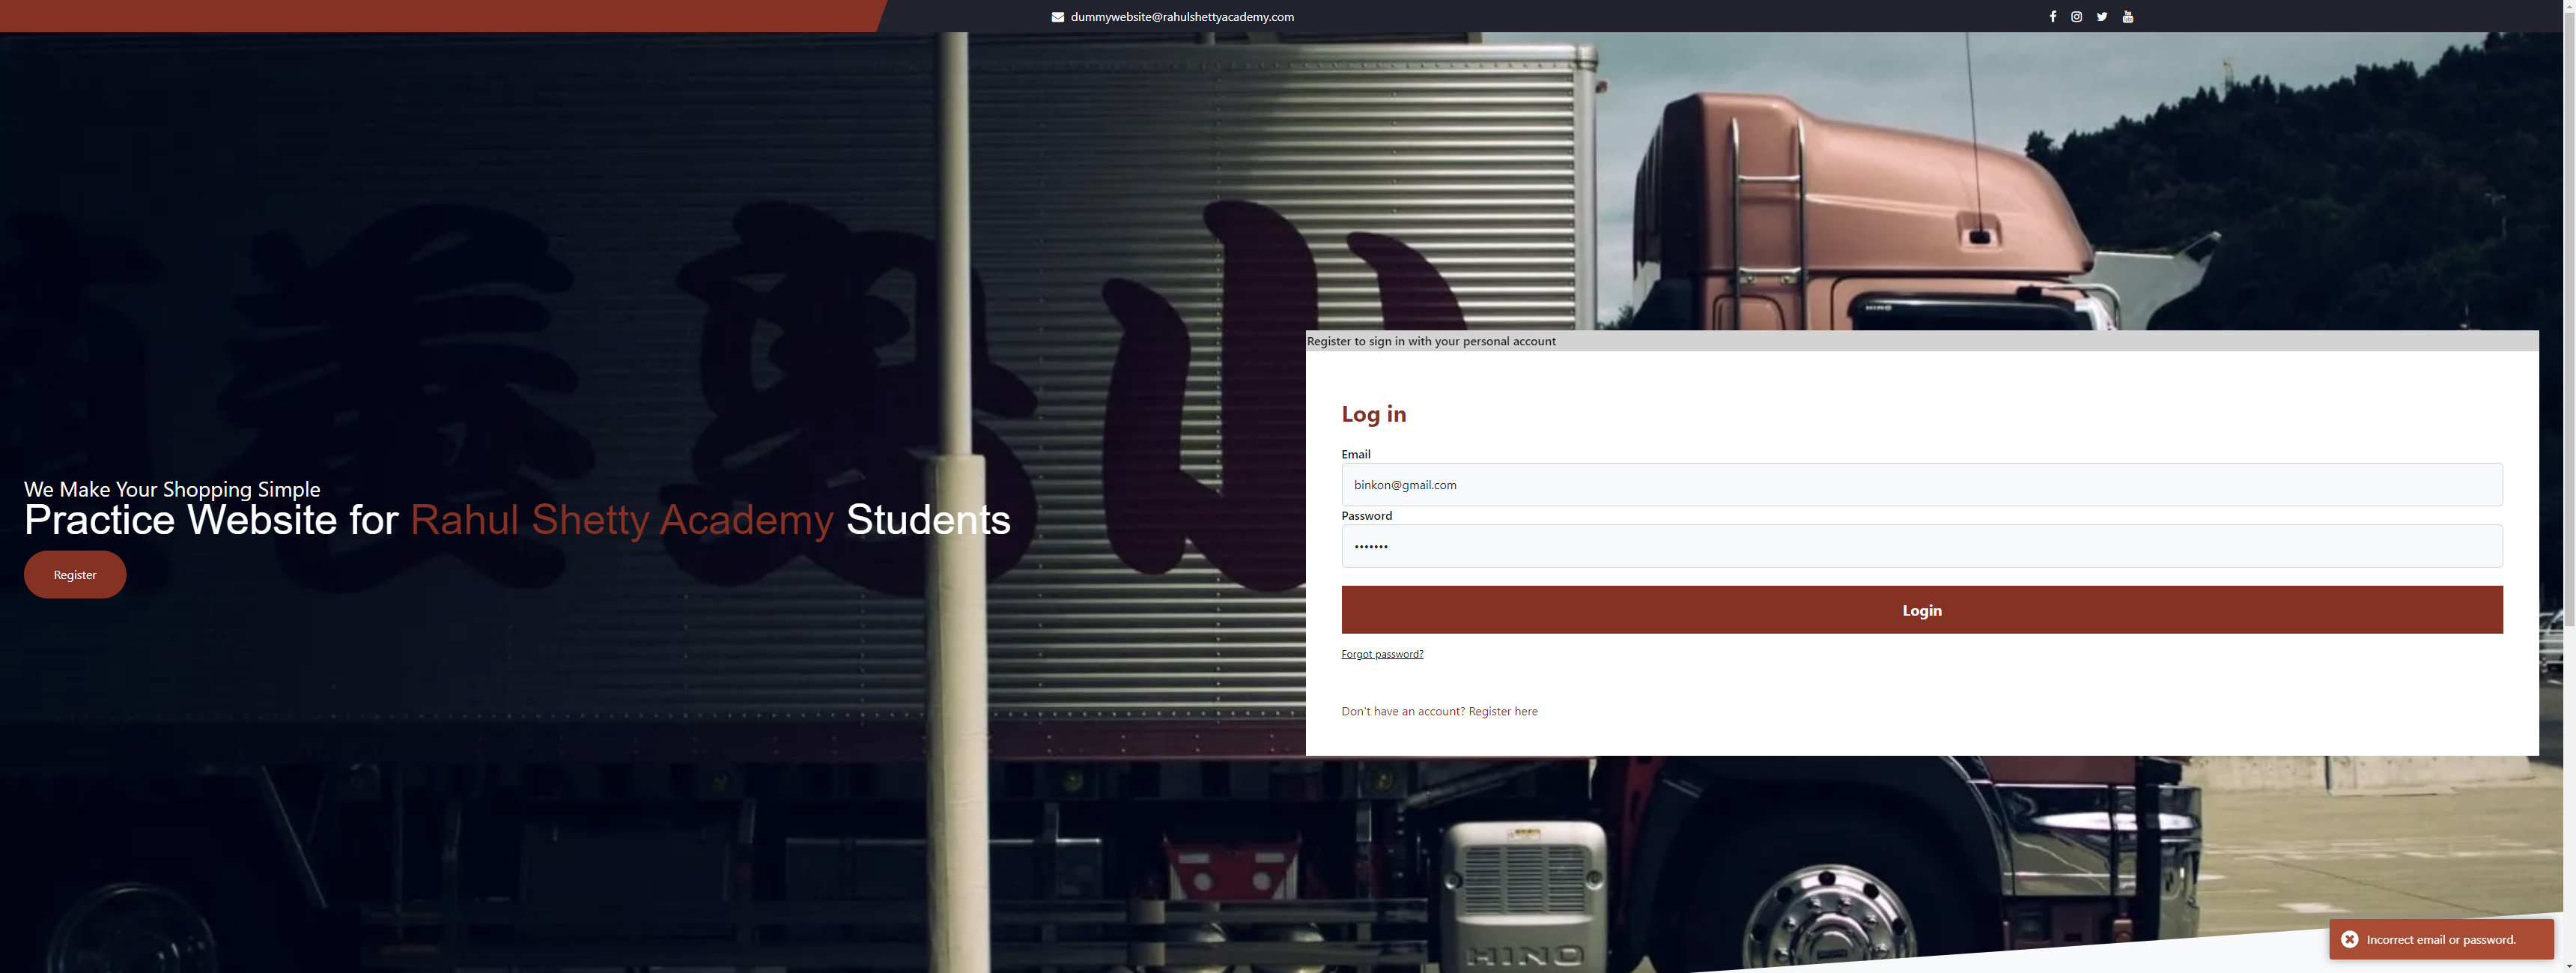 dummywebsite@rahulshettyacademy.com
HINO
Register to sign in with your personal account
Log in
Email
binkon@gmail.com
Password
•••••••
Login
Forgot password?
Don't have an account? Register here
We Make Your Shopping Simple
Practice Website for Rahul Shetty Academy Students
Register
HINO
Incorrect email or password.